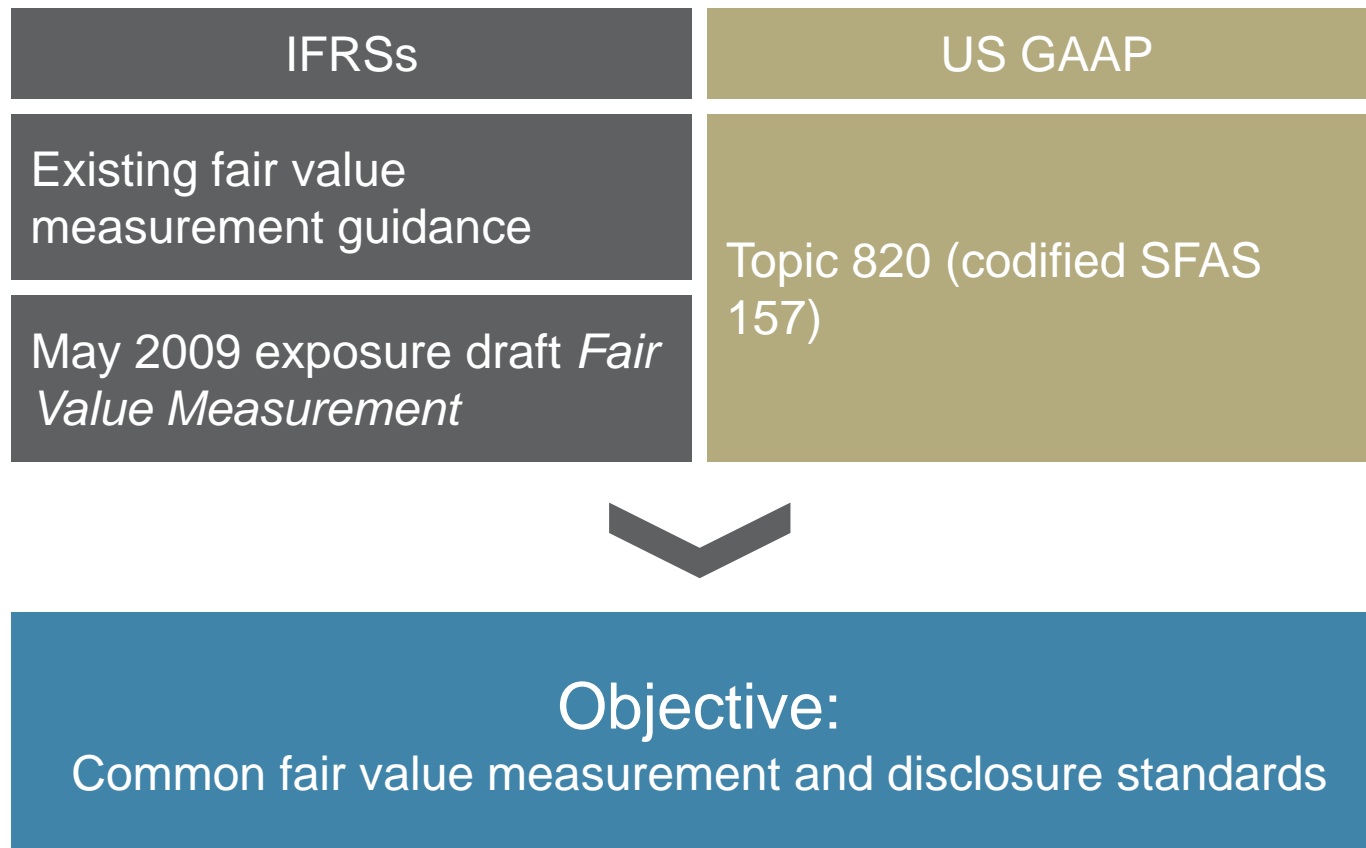 IFRSs
US GAAP
Existing fair value
measurement guidance
May 2009 exposure draft Fair
Value Measurement
Topic 820 (codified SFAS
157)
Objective:
Common fair value measurement and disclosure standards